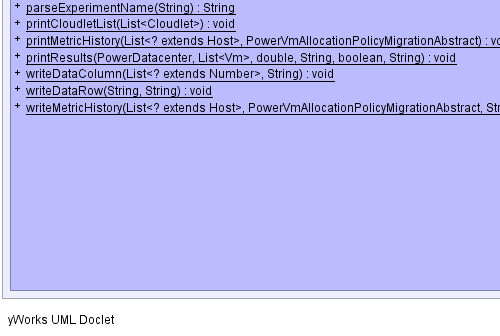 + parseExperimentName(String) : String
+ printCloudletList(List<Cloudlet>) : void
+ printMetricHistory(List<? extends Host>, PowerVmAllocationPolicyMigrationAbstract) : vo
+ printResults(PowerDatacenter, List<Vm>, double, String, boolean, String) : void
+ writeDataColumn(List<? extends Number>, String) : void
+ writeDataRow(String, String) : void
+ writeMetricHistory(List<? extends Host>, PowerVmAllocationPolicyMigrationAbstract, Str
yWorks UML Doclet